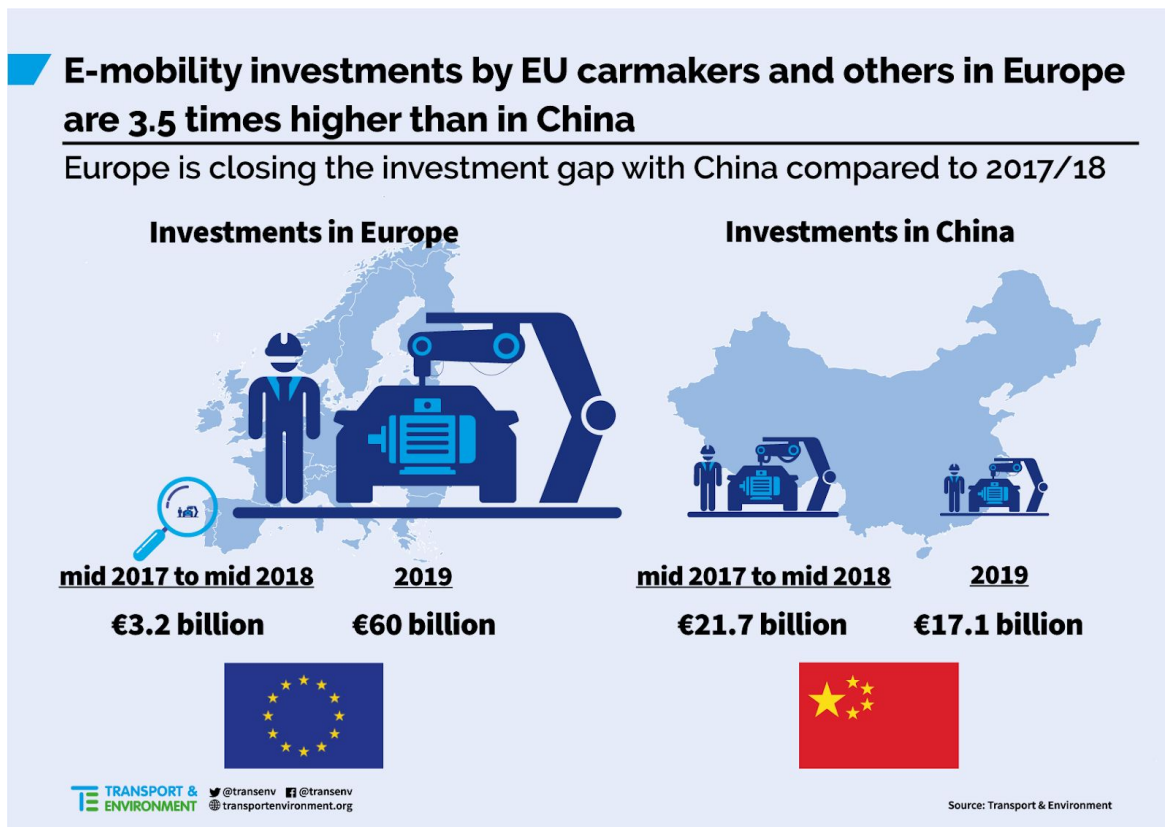 E-mobility investments by EU carmakers and others in Europe
are 3.5 times higher than in China
Europe is closing the investment gap with China compared to 2017/18
Investments in Europe
Investments in China
mid 2017 to mid 2018
2019
mid 2017 to mid 2018
2019
€3.2 billion
€60 billion
€21.7 billion
€17.1 billion
TRANSPORT &
ENVIRONMENT
@transenv @transenv
transportenvironment.org
Source: Transport & Environment